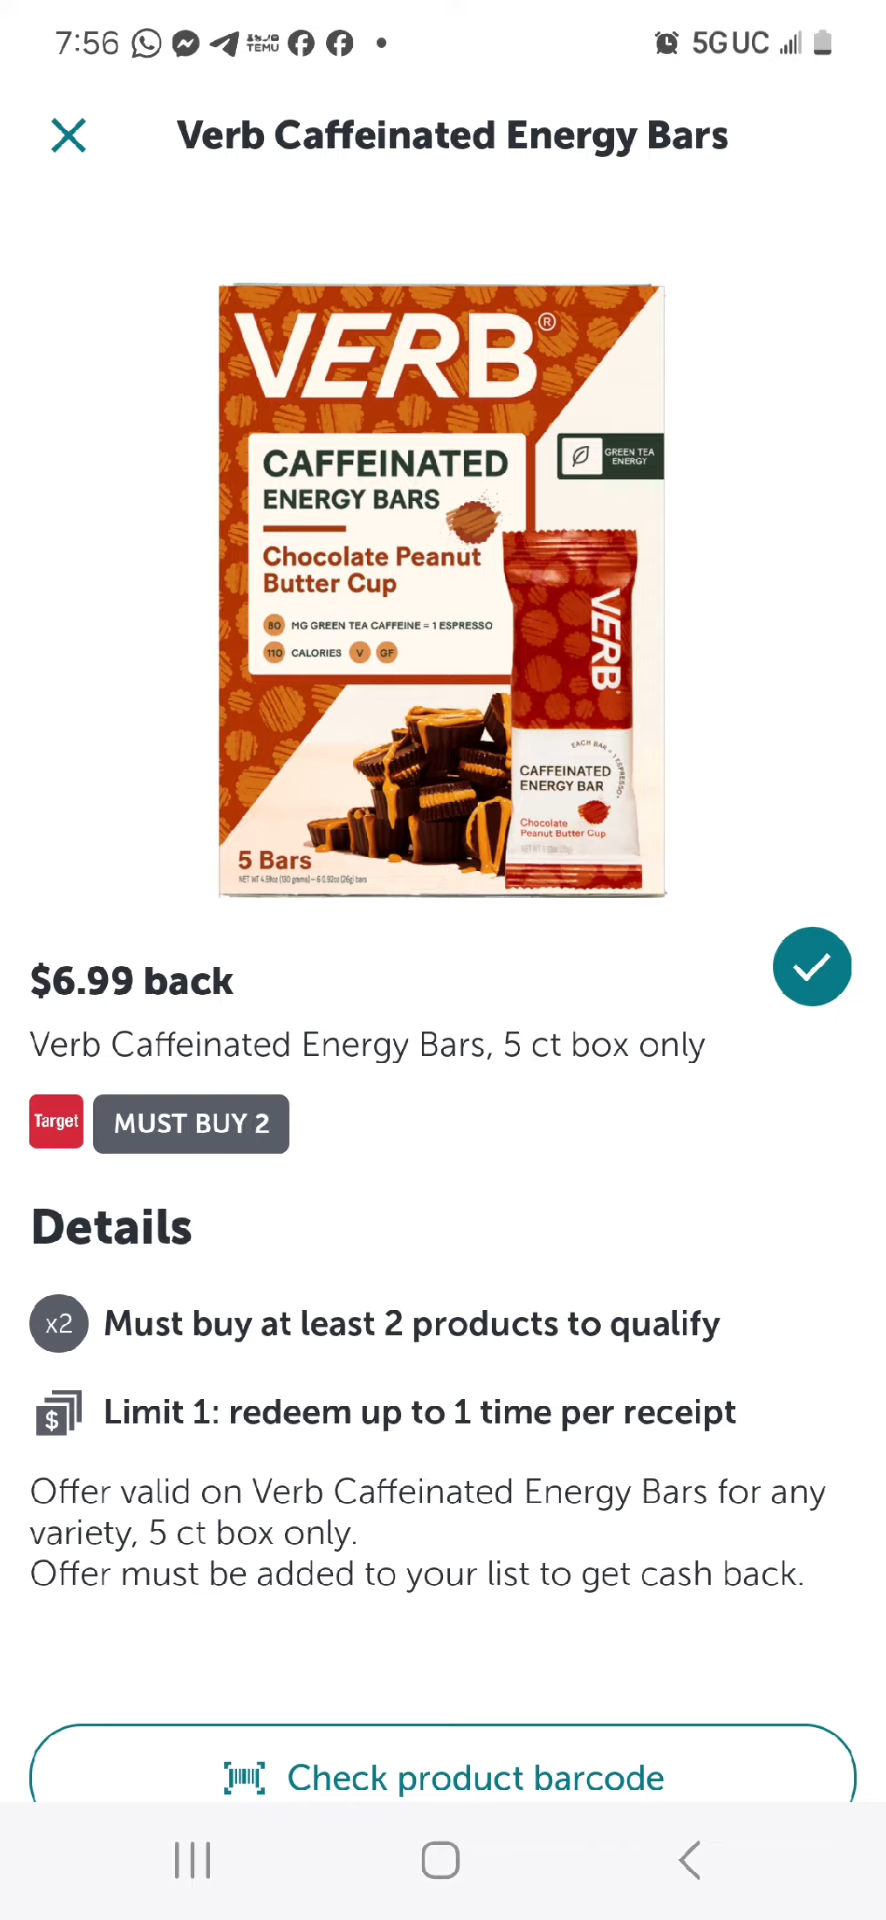 7:56 TEMU 5G UC
Verb Caffeinated Energy Bars
VERB®
GREEN TEA
ENERGY
CAFFEINATED
ENERGY BARS
Chocolate Peanut
Butter Cup
80 MG GREEN TEA CAFFEINE = 1 ESPRESSO
110 CALORIES V GF
VERB
EACH BAR = 1 ESPRESSO
CAFFEINATED
ENERGY BAR
Chocolate
Peanut Butter Cup
5 Bars
$6.99 back
Verb Caffeinated Energy Bars, 5 ct box only
Target MUST BUY 2
Details
x2 Must buy at least 2 products to qualify
$ Limit 1: redeem up to 1 time per receipt
Offer valid on Verb Caffeinated Energy Bars for any
variety, 5 ct box only.
Offer must be added to your list to get cash back.
Check product barcode